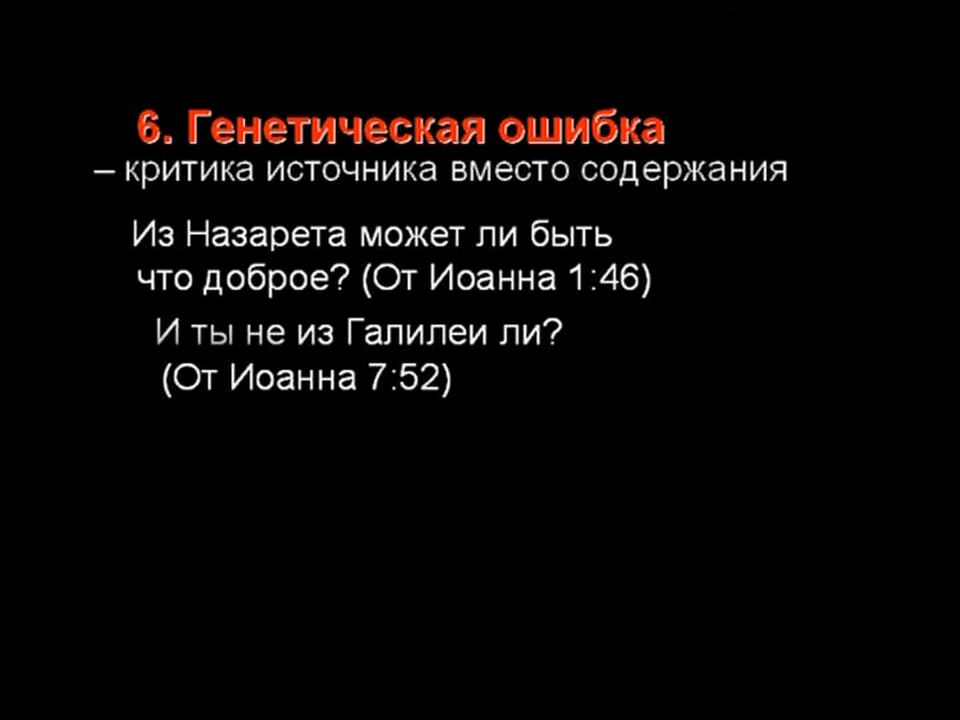 6. Генетическая ошибка
– критика источника вместо содержания
Из Назарета может ли быть
что доброе? (От Иоанна 1:46)
И ты не из Галилеи ли?
(От Иоанна 7:52)